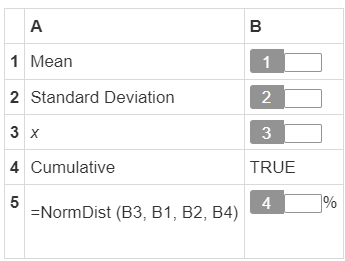 A B
1 Mean 1
2 Standard Deviation 2
3 x 3
4 Cumulative TRUE
5 =NormDist (B3, B1, B2, B4) 4 %